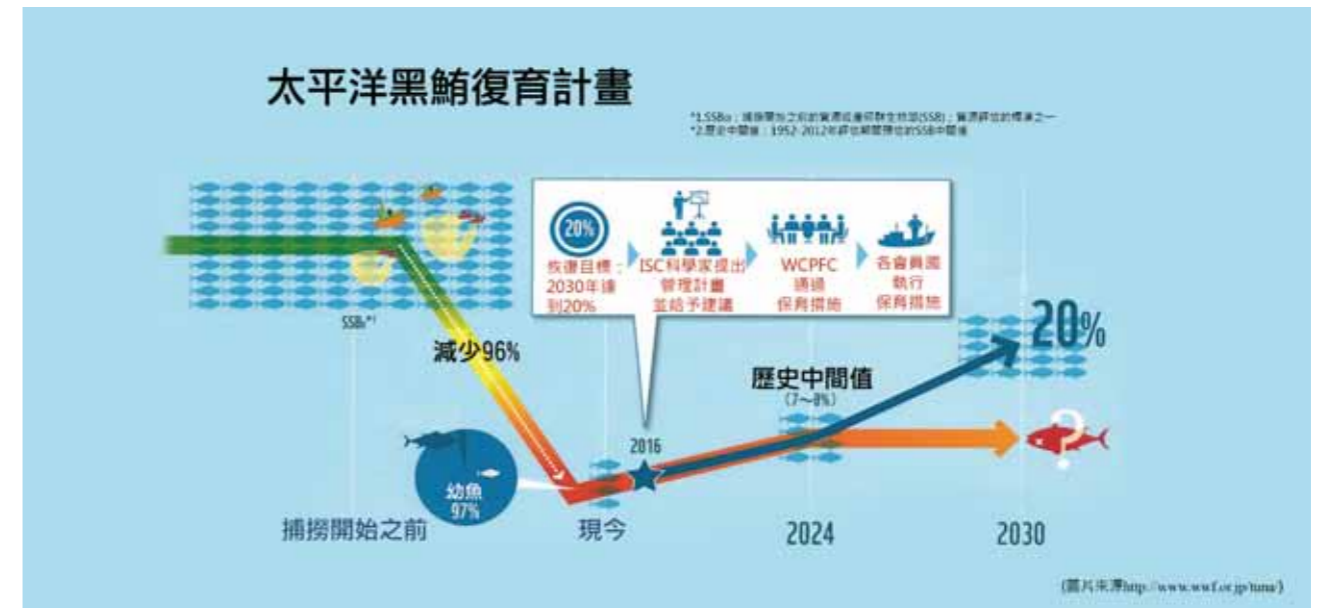 太平洋黑鮪復育計畫
*1.SSB₀：捕撈開始之前的資源或產卵群生物量(SSB)；資源評估的標準之一
*2.歷史中間值：1952-2012年評估期間預估的SSB中間值
20%
恢復目標：
2030年達
到20%
ISC科學家提出
管理計畫
並給予建議
WCPFC
通過
保育措施
各會員國
執行
保育措施
SSB₀*¹
減少96%
20%
歷史中間值
(7～8%)
2016
幼魚
97%
?
捕撈開始之前
現今
2024
2030
(圖片來源http://www.wwf.or.jp/tuna/)